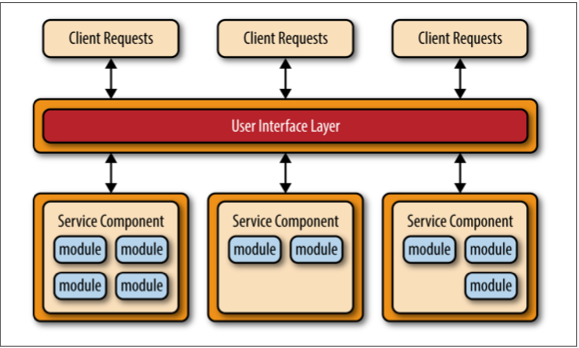 Client Requests
Client Requests
Client Requests
User Interface Layer
Service Component
module module
module module
Service Component
module module
Service Component
module module
module